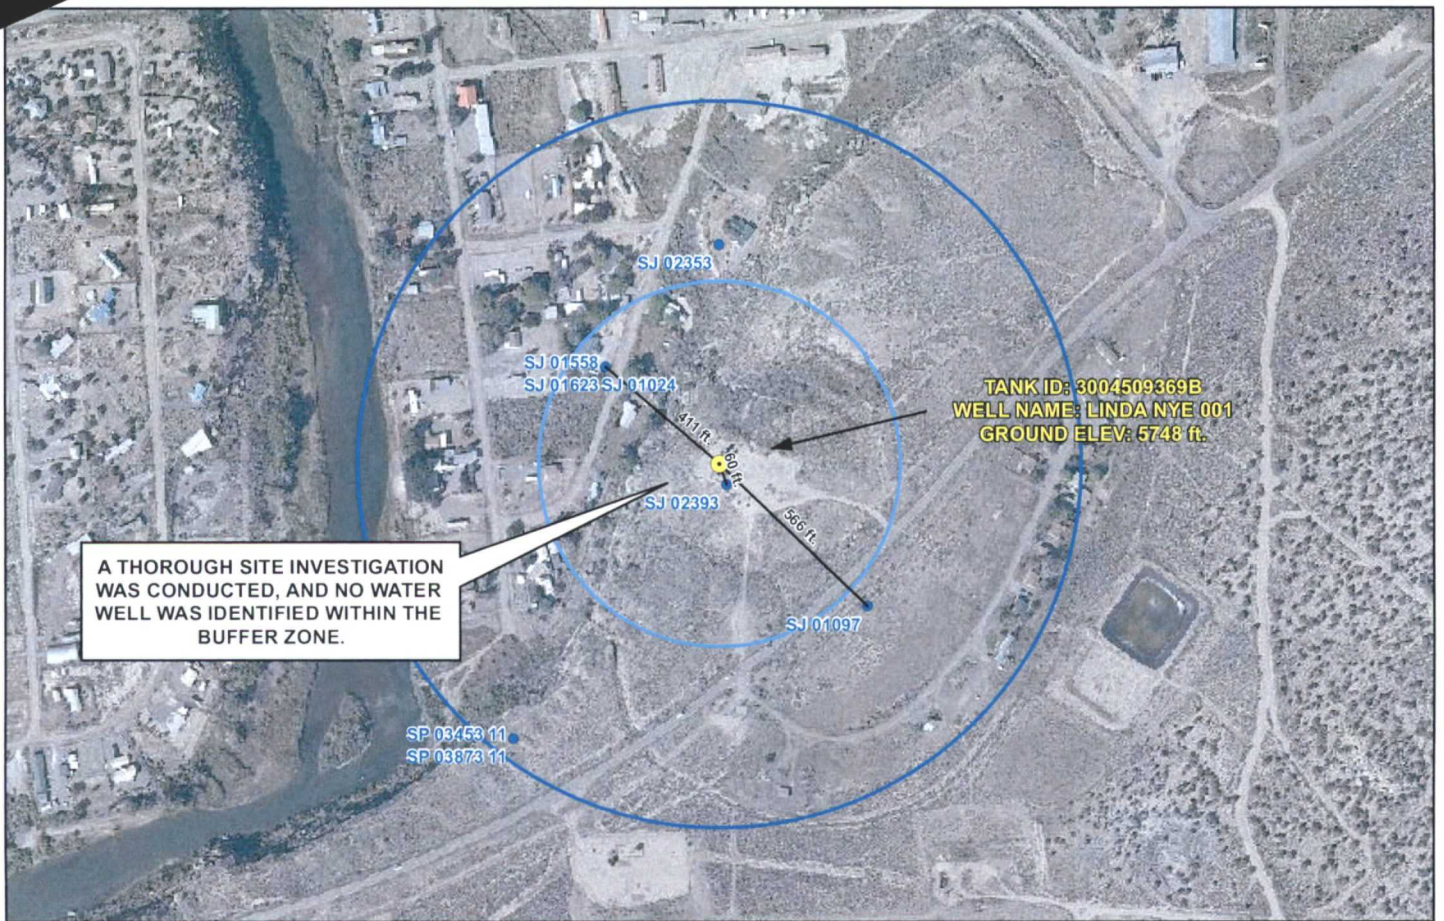 SJ 02353
SJ 01558
SJ 01623 SJ 01024
411 ft.
60 ft.
TANK ID: 3004509369B
WELL NAME: LINDA NYE 001
GROUND ELEV: 5748 ft.
SJ 02393
566 ft.
A THOROUGH SITE INVESTIGATION
WAS CONDUCTED, AND NO WATER
WELL WAS IDENTIFIED WITHIN THE
BUFFER ZONE.
SJ 01097
SP 03453 11
SP 03873 11